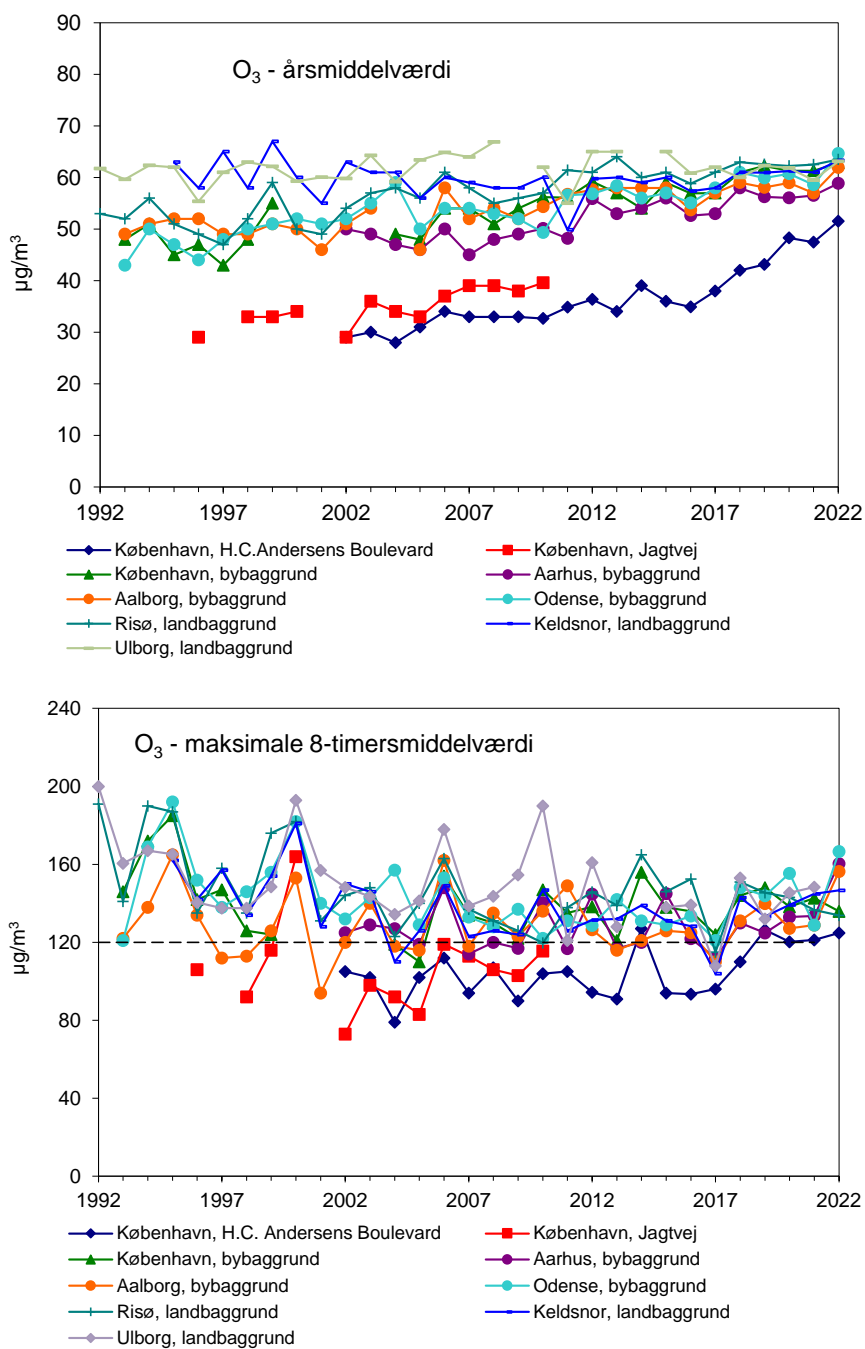 O3 - årsmiddelværdi
µg/m3
90
80
70
60
50
40
30
20
10
0
1992 1997 2002 2007 2012 2017 2022
København, H.C.Andersens Boulevard København, Jagtvej
København, bybaggrund Aarhus, bybaggrund
Aalborg, bybaggrund Odense, bybaggrund
Risø, landbaggrund Keldsnor, landbaggrund
Ulborg, landbaggrund
O3 - maksimale 8-timersmiddelværdi
µg/m3
240
200
160
120
80
40
0
1992 1997 2002 2007 2012 2017 2022
København, H.C. Andersens Boulevard København, Jagtvej
København, bybaggrund Aarhus, bybaggrund
Aalborg, bybaggrund Odense, bybaggrund
Risø, landbaggrund Keldsnor, landbaggrund
Ulborg, landbaggrund